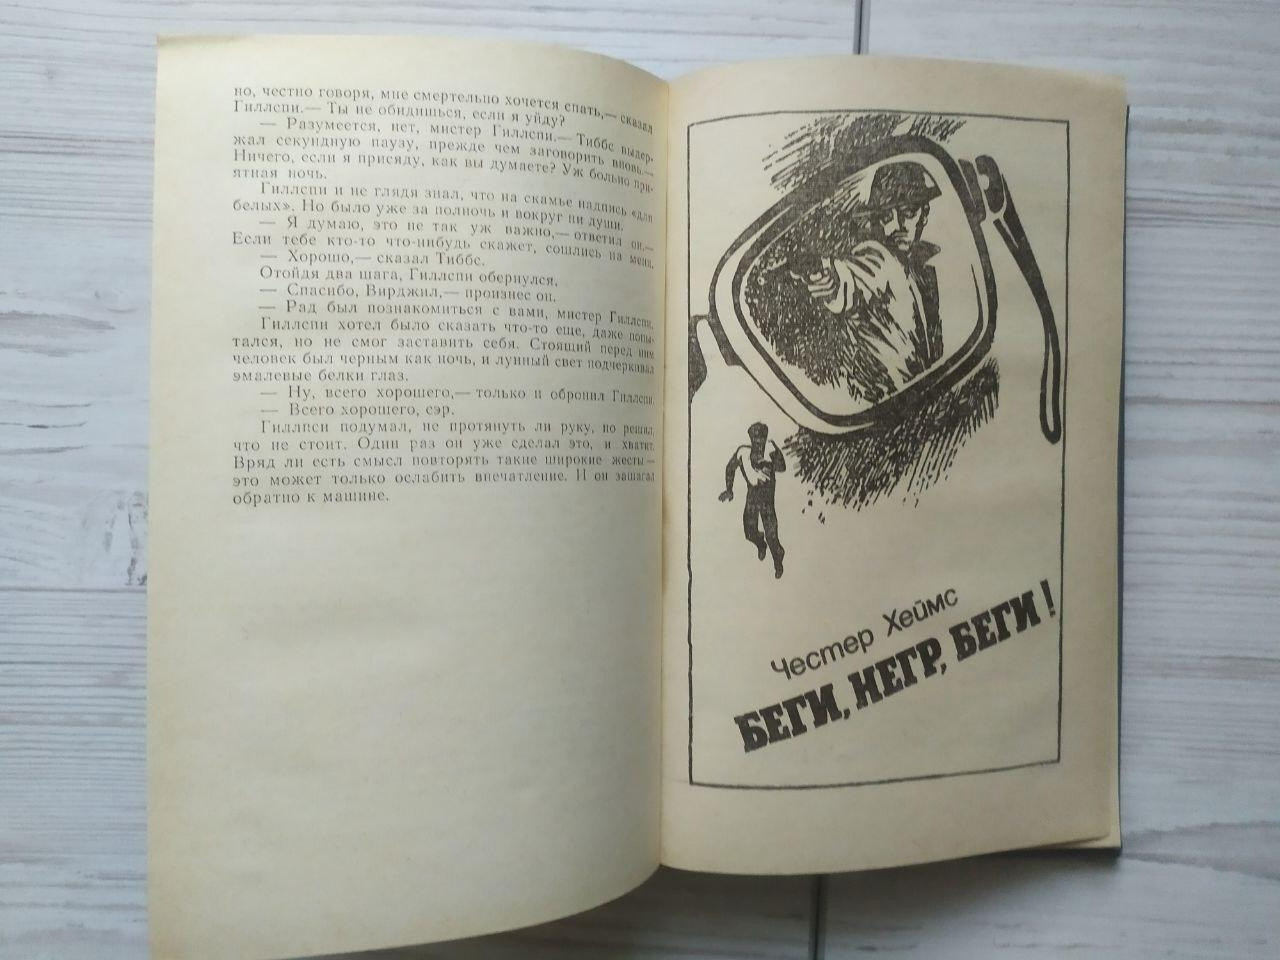 но, честно говоря, мне смертельно хочется спать,— сказал
Гиллспи.— Ты не обидишься, если я уйду?
— Разумеется, нет, мистер Гиллспи.— Тиббс выдер-
жал секундную паузу, прежде чем заговорить вновь.—
Ничего, если я присяду, как вы думаете? Уж больно при-
ятная ночь.
Гиллспи и не глядя знал, что на скамье надпись «для
белых». Но было уже за полночь и вокруг ни души.
— Я думаю, это не так уж важно,— ответил он.—
Если тебе кто-то что-нибудь скажет, сошлись на меня.
— Хорошо,— сказал Тиббс.
Отойдя два шага, Гиллспи обернулся.
— Спасибо, Вирджил,— произнес он.
— Рад был познакомиться с вами, мистер Гиллспи.
Гиллспи хотел было сказать что-то еще, даже попы-
тался, но не смог заставить себя. Стоящий перед ним
человек был черным как ночь, и лунный свет подчеркивал
эмалевые белки глаз.
— Ну, всего хорошего,— только и обронил Гиллспи.
— Всего хорошего, сэр.
Гиллпси подумал, не протянуть ли руку, но решил,
что не стоит. Один раз он уже сделал это, и хватит.
Вряд ли есть смысл повторять такие широкие жесты —
это может только ослабить впечатление. И он зашагал
обратно к машине.
Честер Хеймс
БЕГИ, НЕГР, БЕГИ!